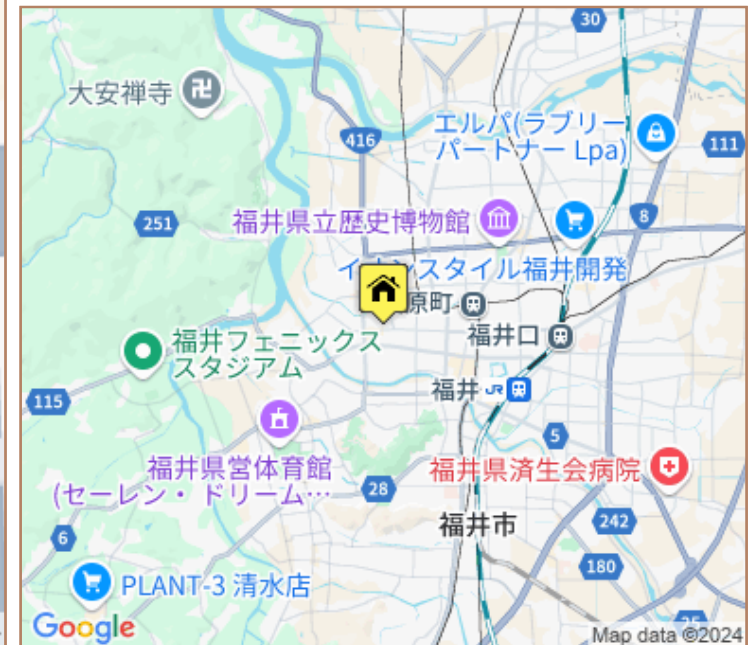 30
大安禅寺
416
エルパ(ラブリー
パートナー Lpa)
111
251
福井県立歴史博物館
8
イオンスタイル福井開発
原町
福井口
福井フェニックス
スタジアム
福井
JR
115
5
福井県営体育館
(セーレン・ドリーム…
福井県済生会病院
28
242
福井市
6
180
PLANT-3 清水店
25
Google
Map data ©2024